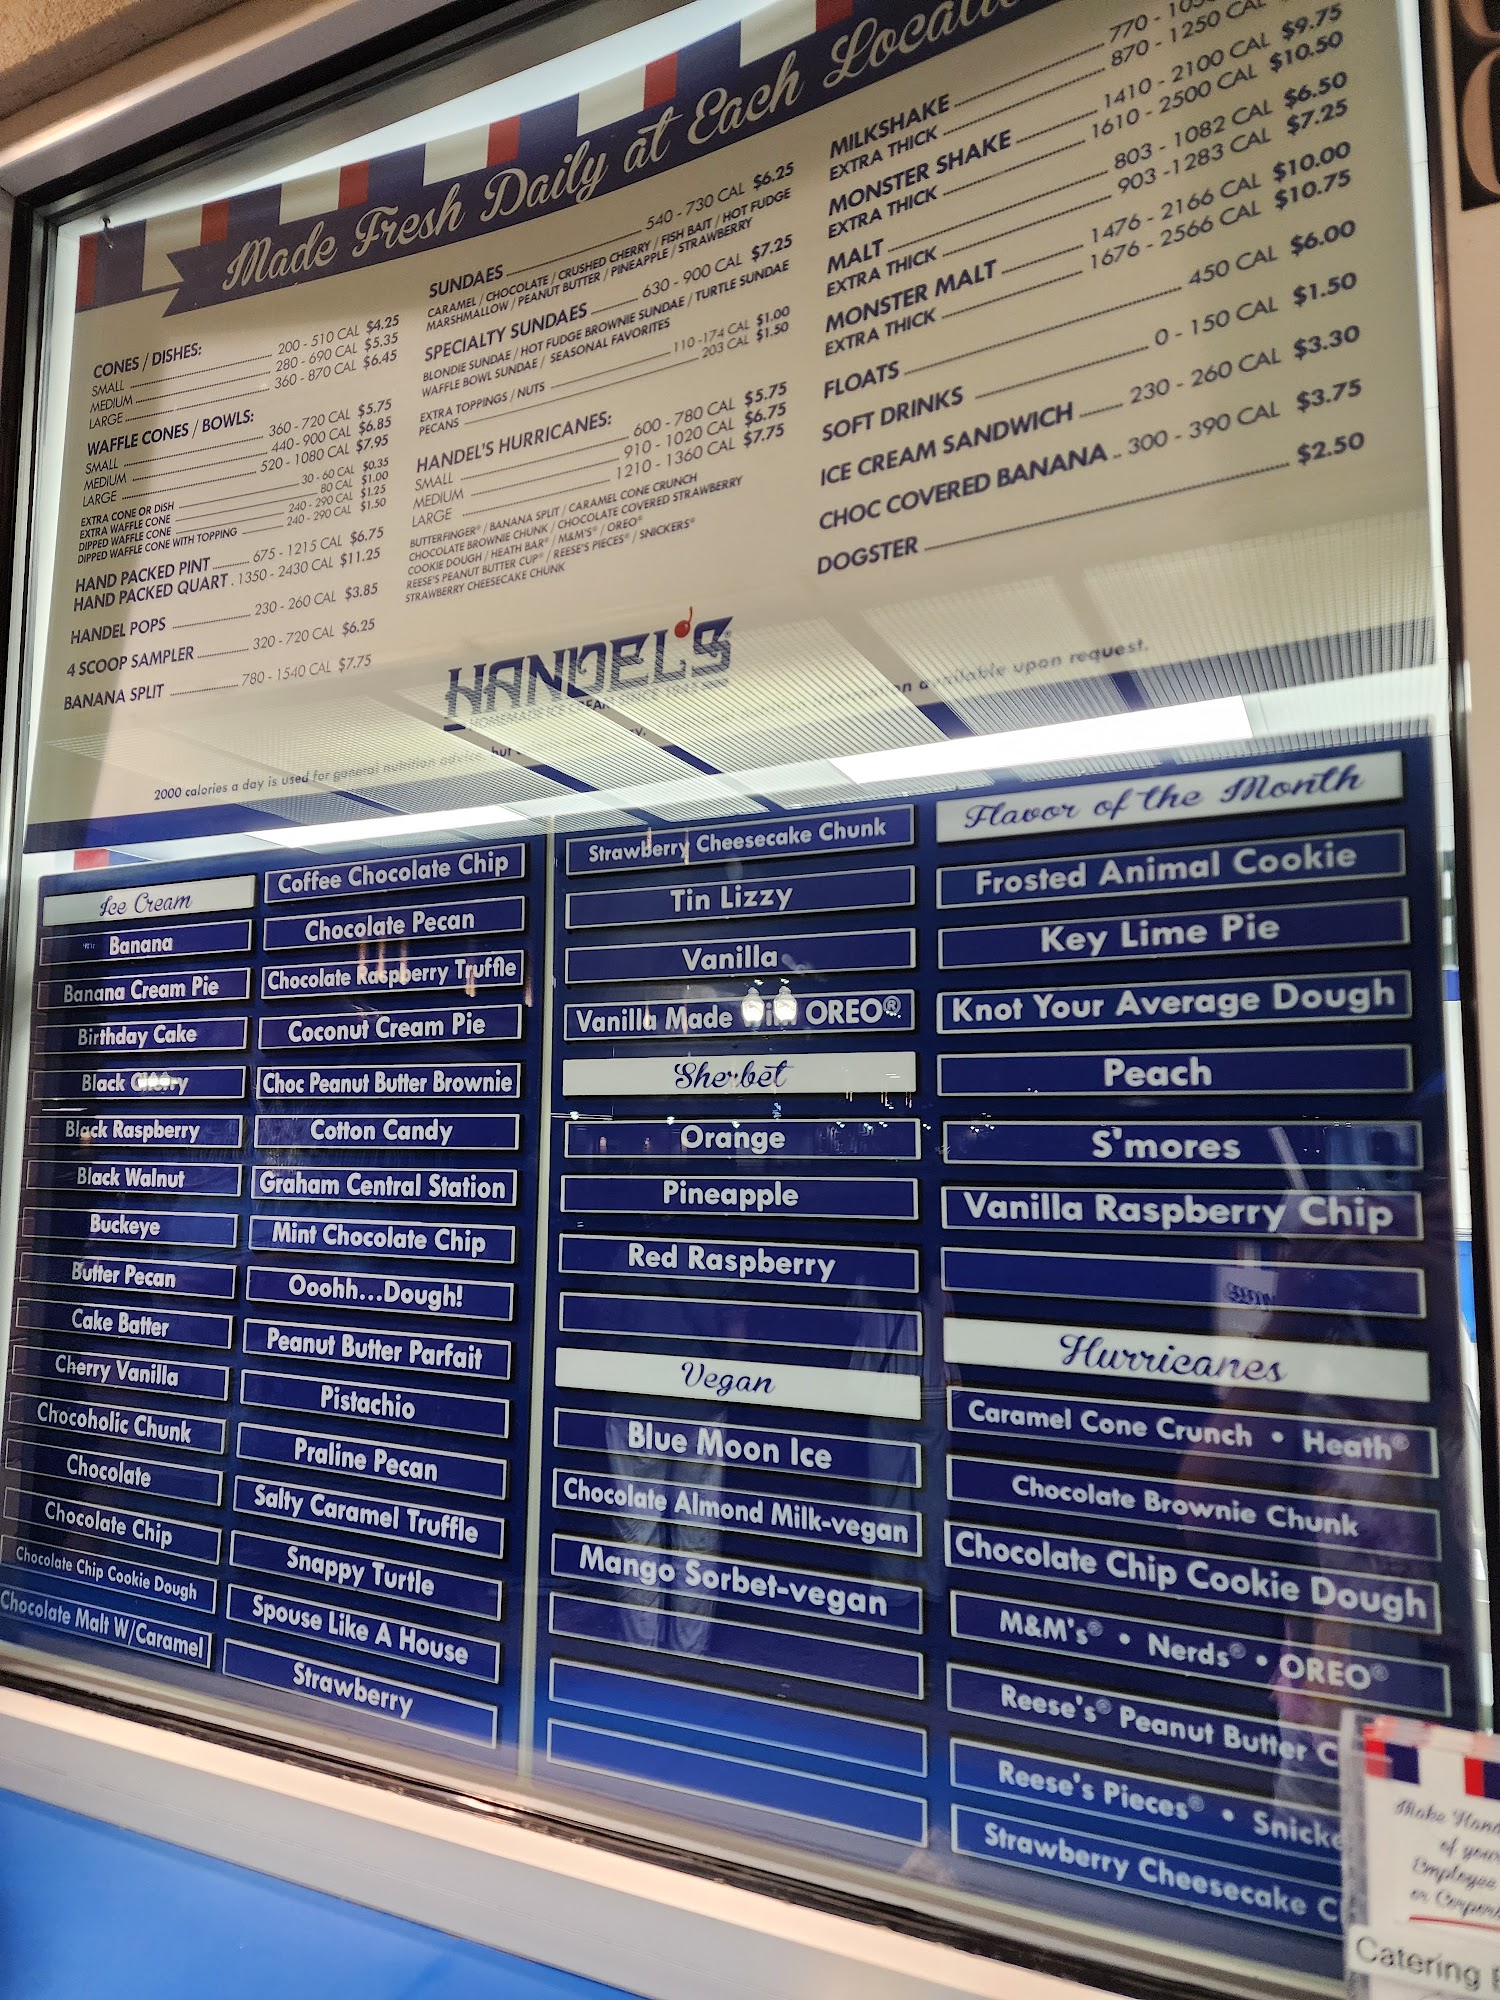 Made Fresh Daily at Each
CONES / DISHES:
SMALL 200 - 510 CAL $4.25
MEDIUM 280 - 690 CAL $5.35
LARGE 360 - 870 CAL $6.45
WAFFLE CONES / BOWLS:
SMALL 360 - 720 CAL $5.75
MEDIUM 440 - 900 CAL $6.85
LARGE 520 - 1080 CAL $7.95
EXTRA CONE OR DISH 30 - 60 CAL $0.35
EXTRA WAFFLE CONE 80 CAL $1.00
DIPPED WAFFLE CONE 240 - 290 CAL $1.25
DIPPED WAFFLE CONE WITH TOPPING 240 - 290 CAL $1.50
HAND PACKED PINT 675 - 1215 CAL $6.75
HAND PACKED QUART . 1350 - 2430 CAL $11.25
HANDEL POPS 230 - 260 CAL $3.85
4 SCOOP SAMPLER 320 - 720 CAL $6.25
BANANA SPLIT 780 - 1540 CAL $7.75
SUNDAES 540 - 730 CAL $6.25
CARAMEL / CHOCOLATE / CRUSHED CHERRY / FISH BAIT / HOT FUDGE
MARSHMALLOW / PEANUT BUTTER / PINEAPPLE / STRAWBERRY
SPECIALTY SUNDAES 630 - 900 CAL $7.25
BLONDIE SUNDAE / HOT FUDGE BROWNIE SUNDAE / TURTLE SUNDAE
WAFFLE BOWL SUNDAE / SEASONAL FAVORITES
EXTRA TOPPINGS / NUTS 110 -174 CAL $1.00
PECANS 203 CAL $1.50
HANDEL'S HURRICANES:
SMALL 600 - 780 CAL $5.75
MEDIUM 910 - 1020 CAL $6.75
LARGE 1210 - 1360 CAL $7.75
BUTTERFINGER® / BANANA SPLIT / CARAMEL CONE CRUNCH
CHOCOLATE BROWNIE CHUNK / CHOCOLATE COVERED STRAWBERRY
COOKIE DOUGH / HEATH BAR® / M&M'S® / OREO®
REESE'S PEANUT BUTTER CUP® / REESE'S PIECES® / SNICKERS®
STRAWBERRY CHEESECAKE CHUNK
MILKSHAKE 770 -
EXTRA THICK 870 - 1250 CAL
MONSTER SHAKE 1410 - 2100 CAL $9.75
EXTRA THICK 1610 - 2500 CAL $10.50
MALT 803 - 1082 CAL $6.50
EXTRA THICK 903 -1283 CAL $7.25
MONSTER MALT 1476 - 2166 CAL $10.00
EXTRA THICK 1676 - 2566 CAL $10.75
FLOATS 450 CAL $6.00
SOFT DRINKS 0 - 150 CAL $1.50
ICE CREAM SANDWICH 230 - 260 CAL $3.30
CHOC COVERED BANANA .. 300 - 390 CAL $3.75
DOGSTER $2.50
HANDEL'S
HOMEMADE ICE CREAM SINCE 1945
2000 calories a day is used for general nutrition advice, but
available upon request.
Ice Cream
Banana
Banana Cream Pie
Birthday Cake
Black Cherry
Black Raspberry
Black Walnut
Buckeye
Butter Pecan
Cake Batter
Cherry Vanilla
Chocoholic Chunk
Chocolate
Chocolate Chip
Chocolate Chip Cookie Dough
Chocolate Malt W/Caramel
Coffee Chocolate Chip
Chocolate Pecan
Chocolate Raspberry Truffle
Coconut Cream Pie
Choc Peanut Butter Brownie
Cotton Candy
Graham Central Station
Mint Chocolate Chip
Ooohh...Dough!
Peanut Butter Parfait
Pistachio
Praline Pecan
Salty Caramel Truffle
Snappy Turtle
Spouse Like A House
Strawberry
Strawberry Cheesecake Chunk
Tin Lizzy
Vanilla
Vanilla Made With OREO®
Sherbet
Orange
Pineapple
Red Raspberry
Vegan
Blue Moon Ice
Chocolate Almond Milk-vegan
Mango Sorbet-vegan
Flavor of the Month
Frosted Animal Cookie
Key Lime Pie
Knot Your Average Dough
Peach
S'mores
Vanilla Raspberry Chip
Hurricanes
Caramel Cone Crunch • Heath®
Chocolate Brownie Chunk
Chocolate Chip Cookie Dough
M&M's® • Nerds® • OREO®
Reese's® Peanut Butter
Reese's Pieces® •
Strawberry Cheesecake
Make
of your
Employee
or
Catering